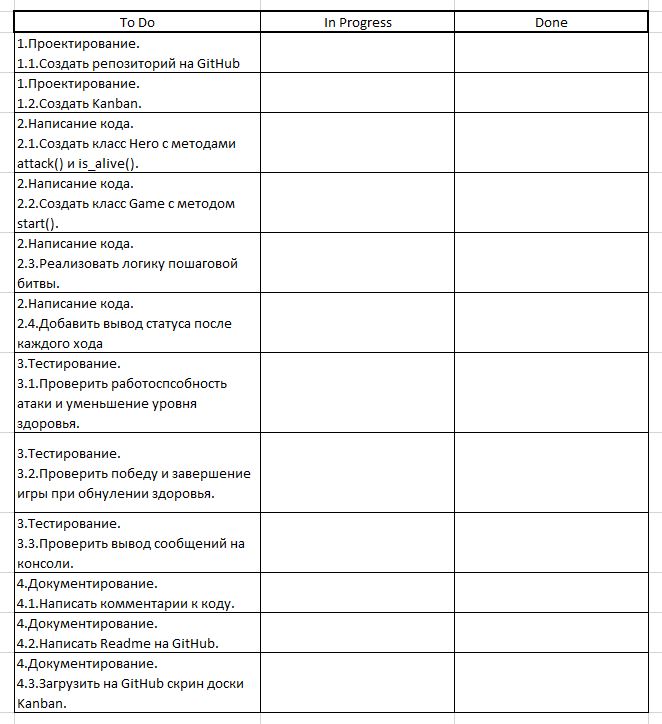 To Do In Progress Done
1.Проектирование.
1.1.Создать репозиторий на GitHub
1.Проектирование.
1.2.Создать Kanban.
2.Написание кода.
2.1.Создать класс Hero с методами
attack() и is_alive().
2.Написание кода.
2.2.Создать класс Game с методом
start().
2.Написание кода.
2.3.Реализовать логику пошаговой
битвы.
2.Написание кода.
2.4.Добавить вывод статуса после
каждого хода
3.Тестирование.
3.1.Проверить работоспсобность
атаки и уменьшение уровня
здоровья.
3.Тестирование.
3.2.Проверить победу и завершение
игры при обнулении здоровья.
3.Тестирование.
3.3.Проверить вывод сообщений на
консоли.
4.Документирование.
4.1.Написать комментарии к коду.
4.Документирование.
4.2.Написать Readme на GitHub.
4.Документирование.
4.3.Загрузить на GitHub скрин доски
Kanban.